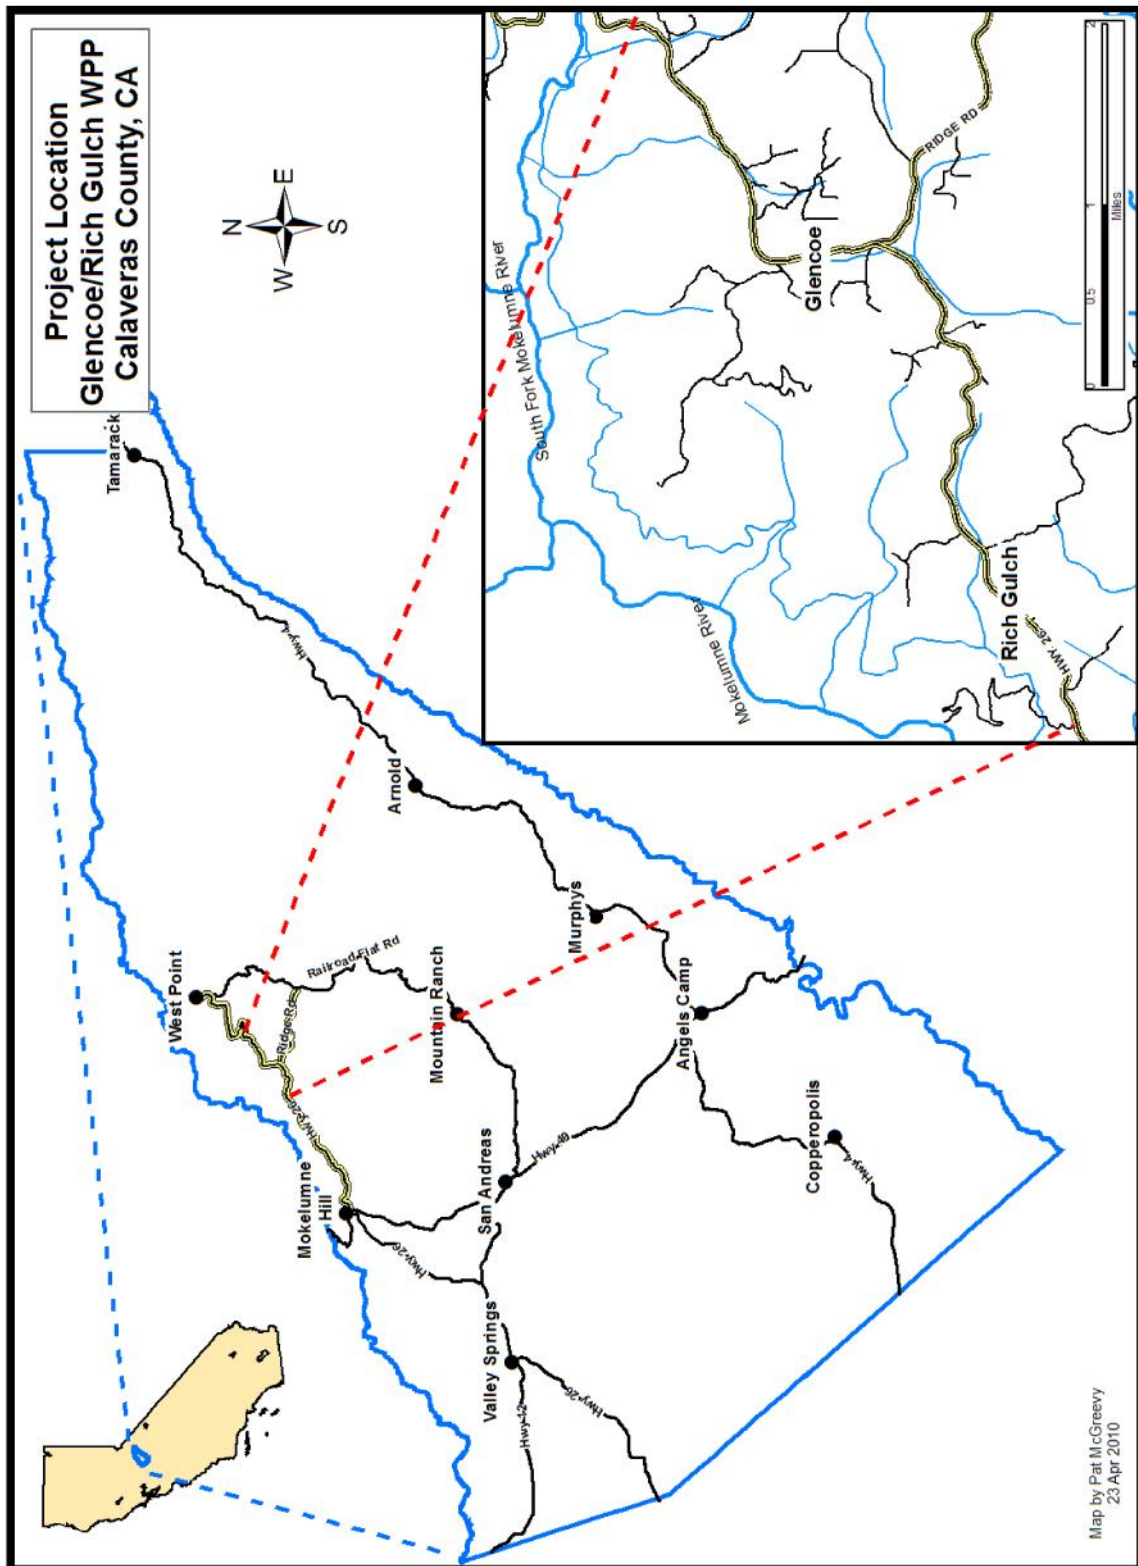 Project Location
Glencoe/Rich Gulch WPP
Calaveras County, CA
N
W
E
S
Tamarack
Hwy 4
Arnold
West Point
Railroad Flat Rd
Ridge Rd
Hwy 26
Mountain Ranch
Murphys
Mokelumne
Hill
San Andreas
Hwy 49
Angels Camp
Hwy 26
Valley Springs
Hwy 12
Hwy 26
Copperopolis
Hwy 4
South Fork Mokelumne River
Mokelumne River
Glencoe
RIDGE RD
Rich Gulch
HWY 26
0
0.5
1
2
Miles
Map by Pat McGreevy
23 Apr 2010